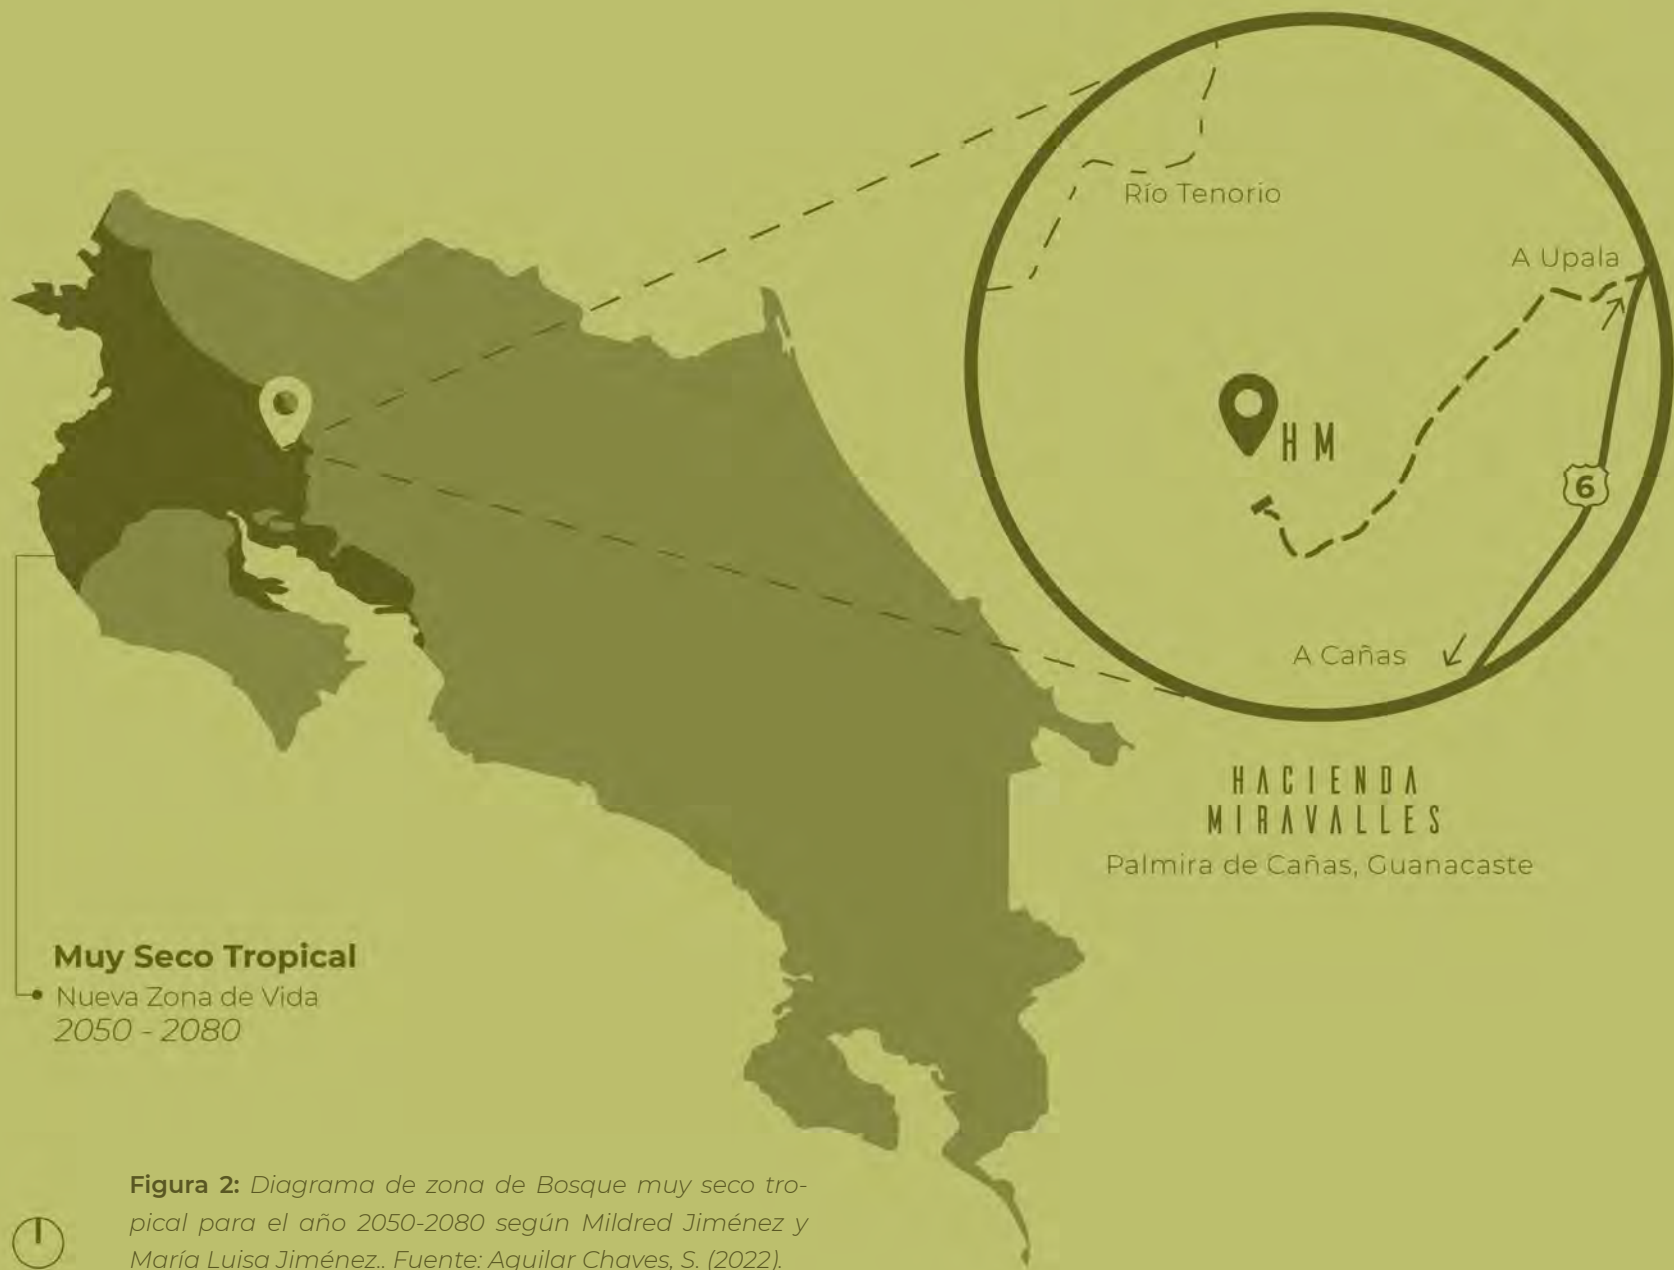 Río Tenorio
A Upala
H M
6
A Cañas
HACIENDA
MIRAVALLES
Palmira de Cañas, Guanacaste
Muy Seco Tropical
Nueva Zona de Vida
2050 - 2080
Figura 2: Diagrama de zona de Bosque muy seco tro-
pical para el año 2050-2080 según Mildred Jiménez y
María Luisa Jiménez.. Fuente: Aguilar Chaves, S. (2022).